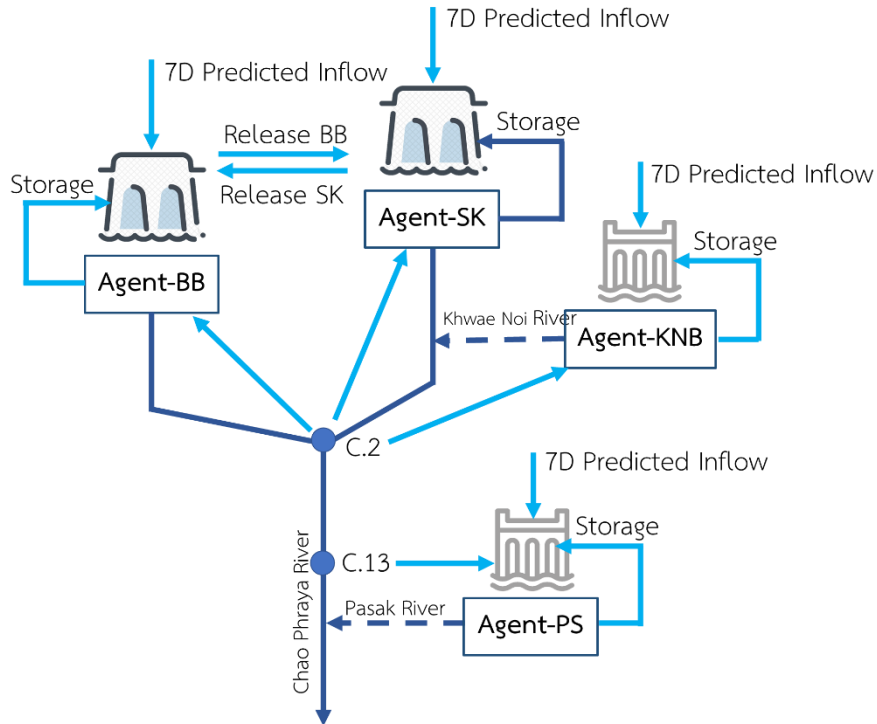 7D Predicted Inflow
7D Predicted Inflow
Release BB
Storage
Storage
Release SK
7D Predicted Inflow
Agent-SK
Storage
Agent-BB
Khwae Noi River
Agent-KNB
C.2
7D Predicted Inflow
Storage
C.13
Chao Phraya River
Pasak River
Agent-PS